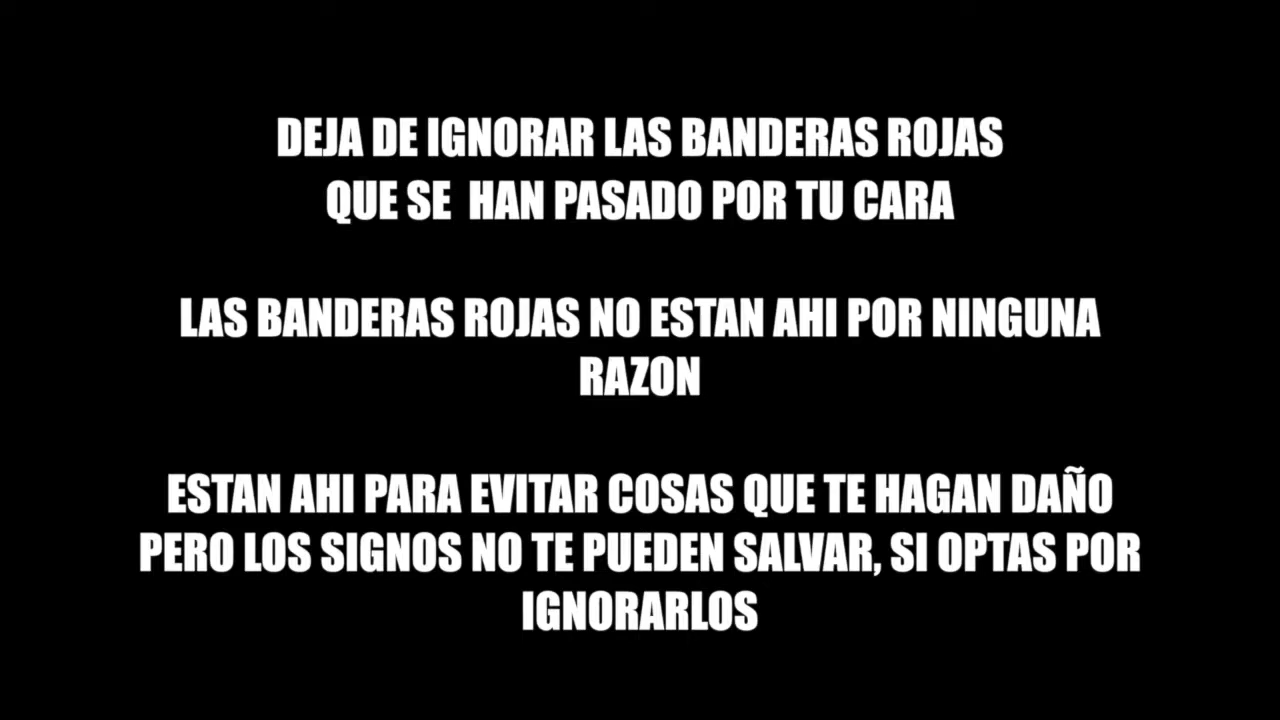 DEJA DE IGNORAR LAS BANDERAS ROJAS
QUE SE HAN PASADO POR TU CARA
LAS BANDERAS ROJAS NO ESTAN AHI POR NINGUNA
RAZON
ESTAN AHI PARA EVITAR COSAS QUE TE HAGAN DAÑO
PERO LOS SIGNOS NO TE PUEDEN SALVAR, SI OPTAS POR
IGNORARLOS